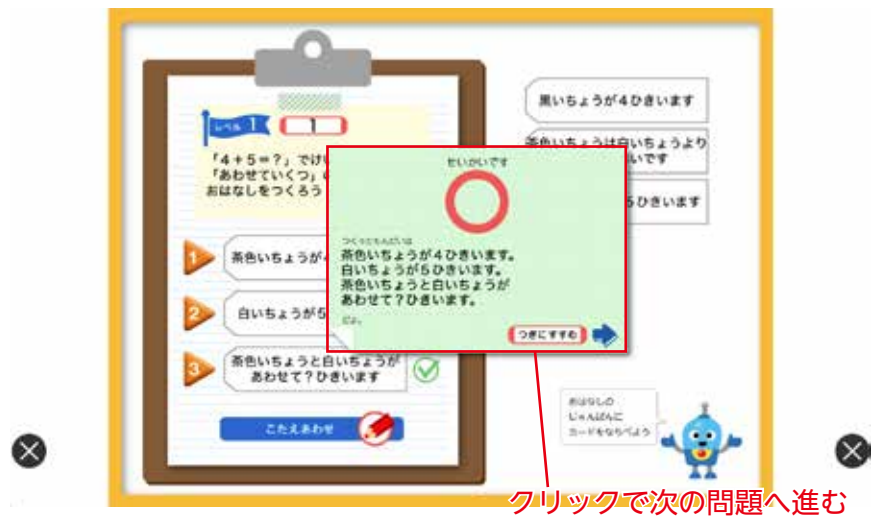 レベル 1
1
「4+5=?」でけい
「あわせていくつ」
おはなしをつくろう
1
茶色いちょうが
2
白いちょうが5
3
茶色いちょうと白いちょうが
あわせて?ひきいます
こたえあわせ
せいかいです
つくったもんだいは
茶色いちょうが4ひきいます。
白いちょうが5ひきいます。
茶色いちょうと白いちょうが
あわせて?ひきいます。
だよ。
つぎにすすむ
黒いちょうが4ひきいます
茶色いちょうは白いちょうより
いです
5ひきいます
おはなしの
じゅんばんに
カードをならべよう
クリックで次の問題へ進む